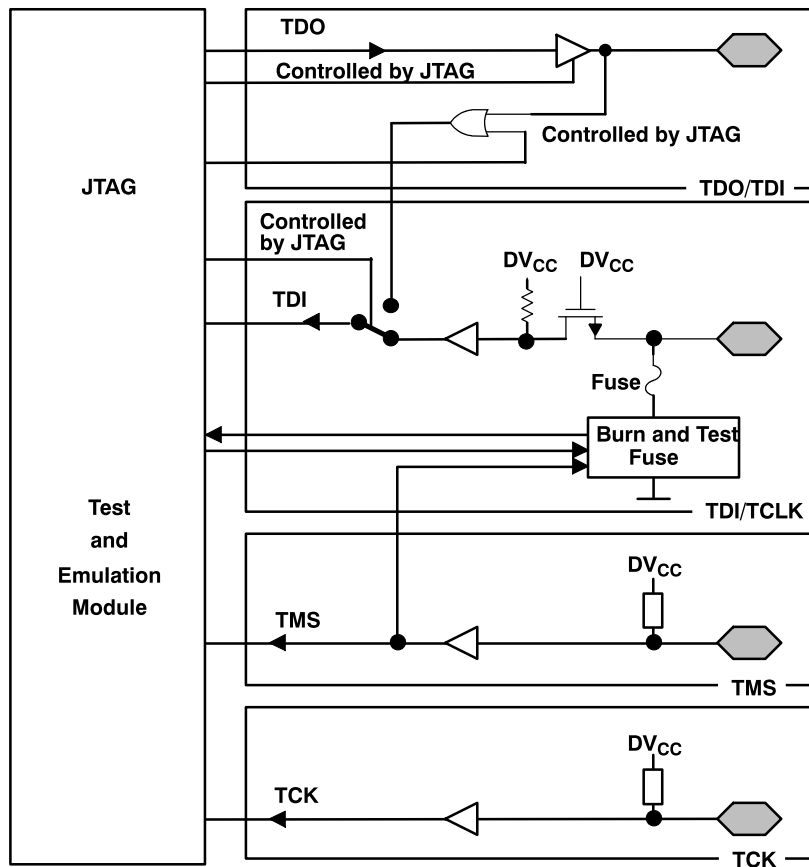 TDO
Controlled by JTAG
Controlled by JTAG
JTAG
TDO/TDI
Controlled
by JTAG
DVCC
DVCC
TDI
Fuse
Burn and Test
Fuse
TDI/TCLK
Test
and
Emulation
Module
DVCC
TMS
TMS
DVCC
TCK
TCK